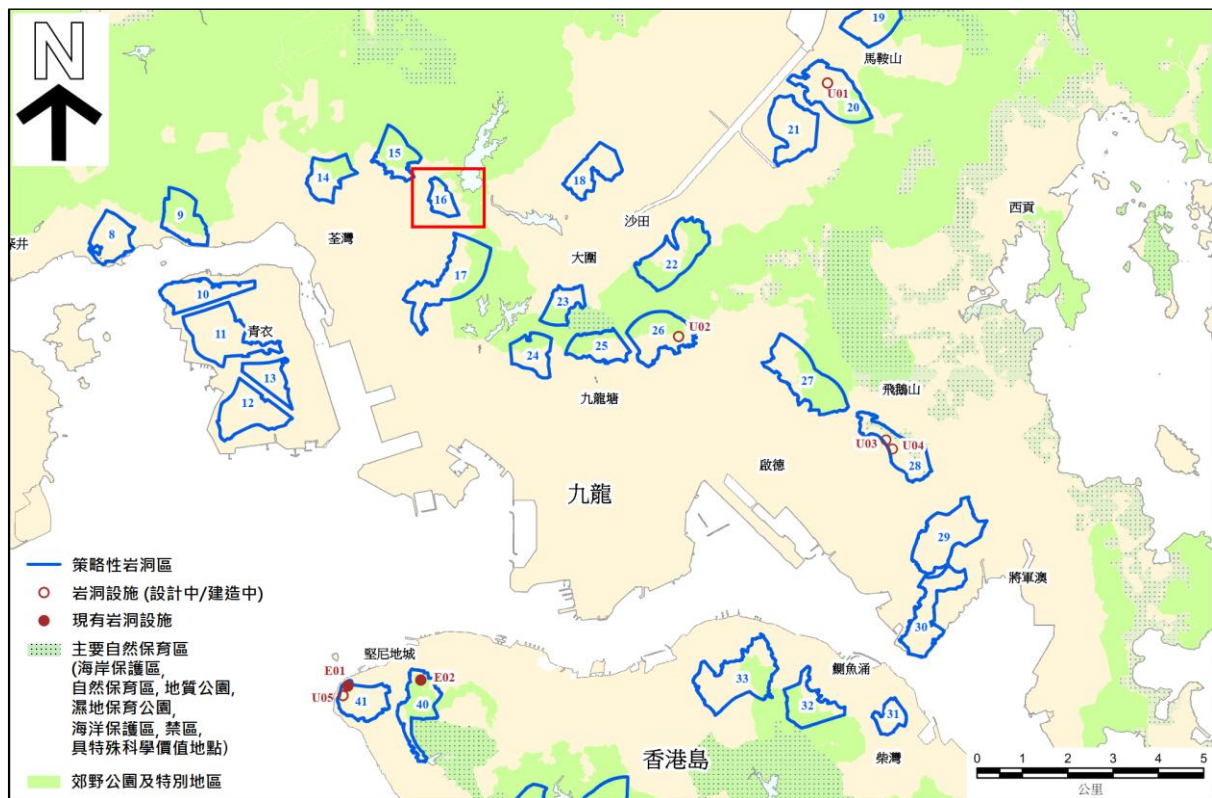 N
19
馬鞍山
U01
20
21
15
14
16
18
9
8
深井
荃灣
沙田
西貢
大圍
22
17
10
11
青衣
23
U02
26
25
24
13
12
九龍塘
27
飛鵝山
U03
U04
28
啟德
九龍
29
將軍澳
30
策略性岩洞區
岩洞設施 (設計中/建造中)
現有岩洞設施
主要自然保育區
(海岸保護區,
自然保育區, 地質公園,
濕地保育公園,
海洋保護區, 禁區,
具特殊科學價值地點)
郊野公園及特別地區
堅尼地城
E01
E02
U05
41
40
33
鰂魚涌
32
31
柴灣
香港島
0 1 2 3 4 5
公里